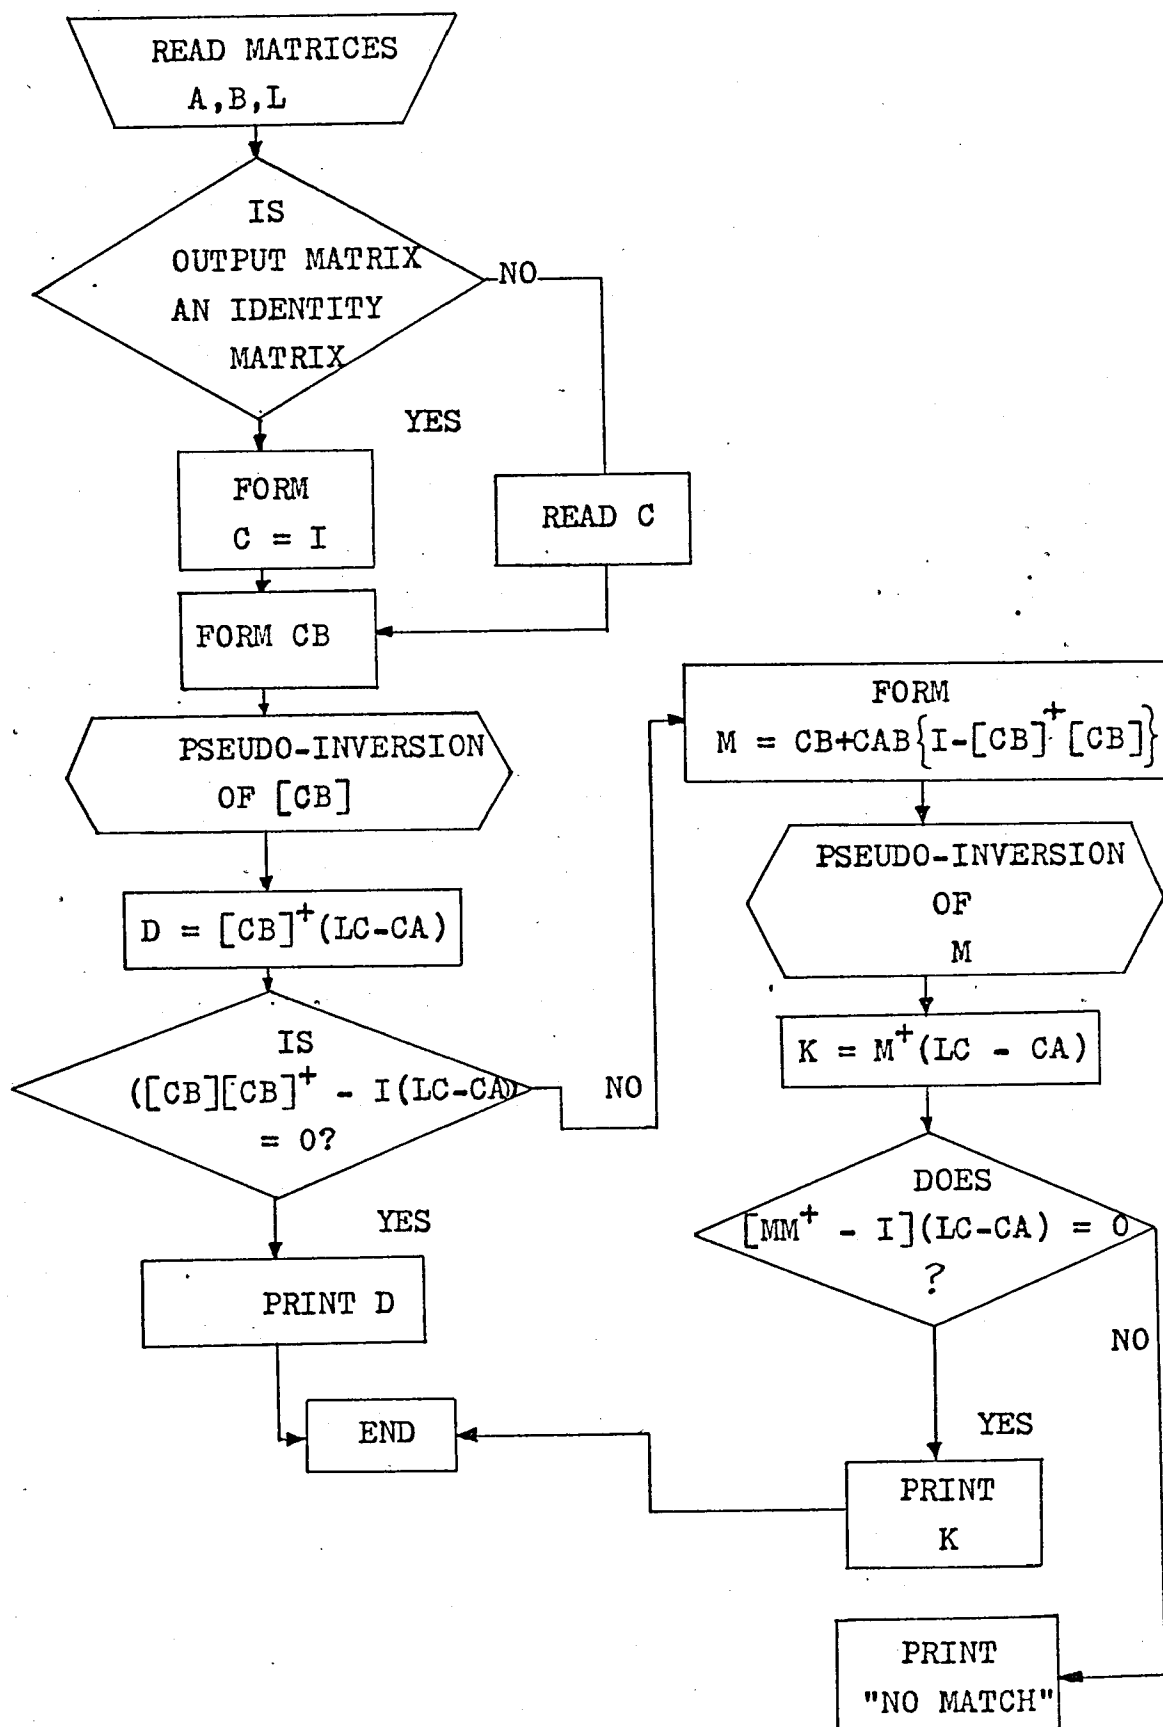 READ MATRICES
A,B,L
IS
OUTPUT MATRIX
AN IDENTITY
MATRIX
NO
YES
FORM
C = I
READ C
FORM CB
PSEUDO-INVERSION
OF [CB]
D = [CB]⁺(LC-CA)
IS
([CB][CB]⁺ - I(LC-CA)
= 0?
NO
YES
PRINT D
END
FORM
M = CB+CAB{I-[CB]⁺[CB]}
PSEUDO-INVERSION
OF
M
K = M⁺(LC - CA)
DOES
[MM⁺ - I](LC-CA) = 0
?
NO
YES
PRINT
K
PRINT
"NO MATCH"